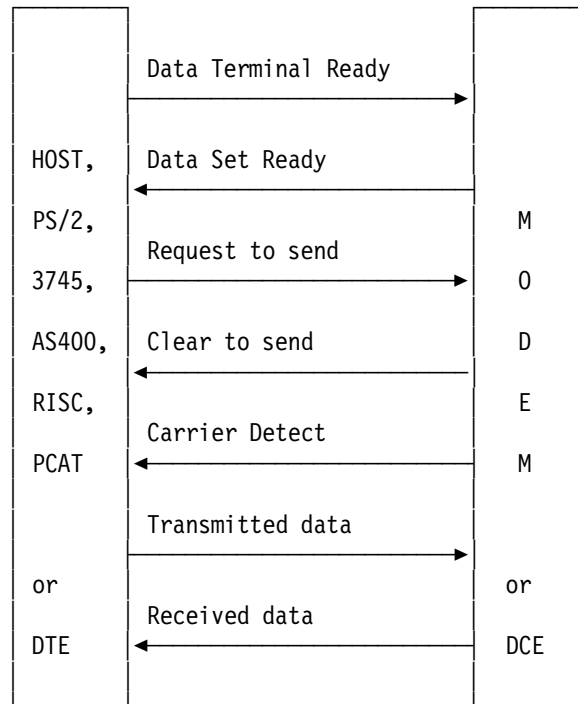 Data Terminal Ready
HOST, Data Set Ready
PS/2, M
Request to send
3745, O
AS400, Clear to send D
RISC, E
Carrier Detect
PCAT M
Transmitted data
or or
Received data
DTE DCE